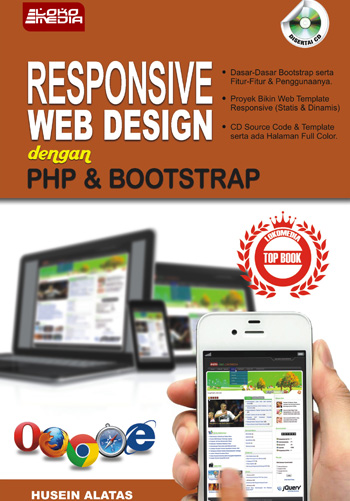 LOKO
MEDIA
DISERTAI CD
RESPONSIVE
WEB DESIGN
dengan
PHP & BOOTSTRAP
• Dasar-Dasar Bootstrap serta
Fitur-Fitur & Penggunaanya.
• Proyek Bikin Web Template
Responsive (Statis & Dinamis)
• CD Source Code & Template
serta ada Halaman Full Color.
LOKOMEDIA
TOP BOOK
jQuery
HUSEIN ALATAS